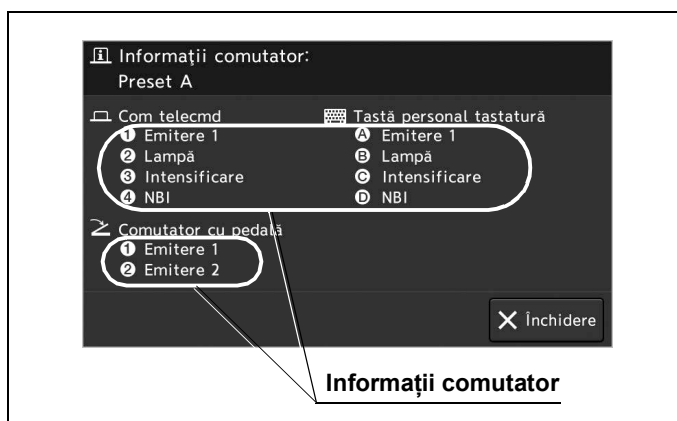 Informaţii comutator:
Preset A
Com telecmd
1 Emitere 1
2 Lampă
3 Intensificare
4 NBI
Tastă personal tastatură
A Emitere 1
B Lampă
C Intensificare
D NBI
Comutator cu pedală
1 Emitere 1
2 Emitere 2
Închidere
Informații comutator